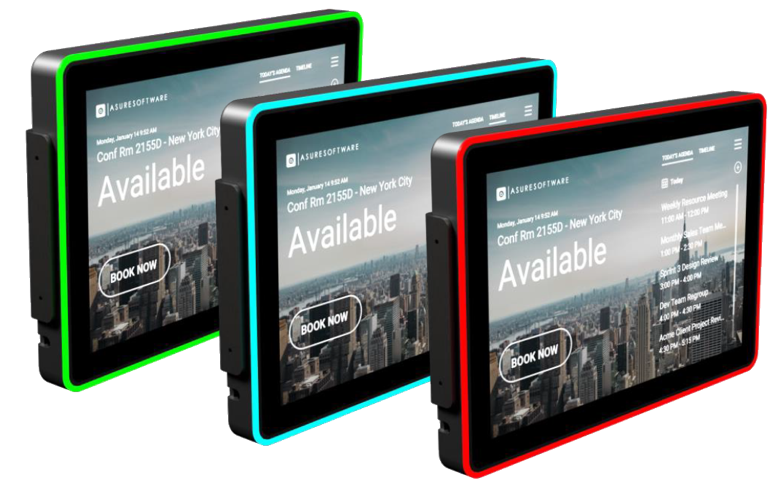 ASURESOFTWARE
TODAY'S AGENDA TIMELINE
Monday, January 14 9:52 AM
Conf Rm 2155D - New York City
Available
BOOK NOW
ASURESOFTWARE
TODAY'S AGENDA TIMELINE
Monday, January 14 9:52 AM
Conf Rm 2155D - New York City
Available
BOOK NOW
ASURESOFTWARE
TODAY'S AGENDA TIMELINE
Monday, January 14 9:52 AM
Conf Rm 2155D - New York City
Available
BOOK NOW
Today
Weekly Resource Meeting
11:00 AM - 12:00 PM
Monthly Sales Team Me...
1:00 PM - 2:30 PM
Sprint 3 Design Review
3:00 PM - 4:00 PM
Dev Team Regroup...
4:00 PM - 4:30 PM
Acme Client Project Revi...
4:30 PM - 5:15 PM